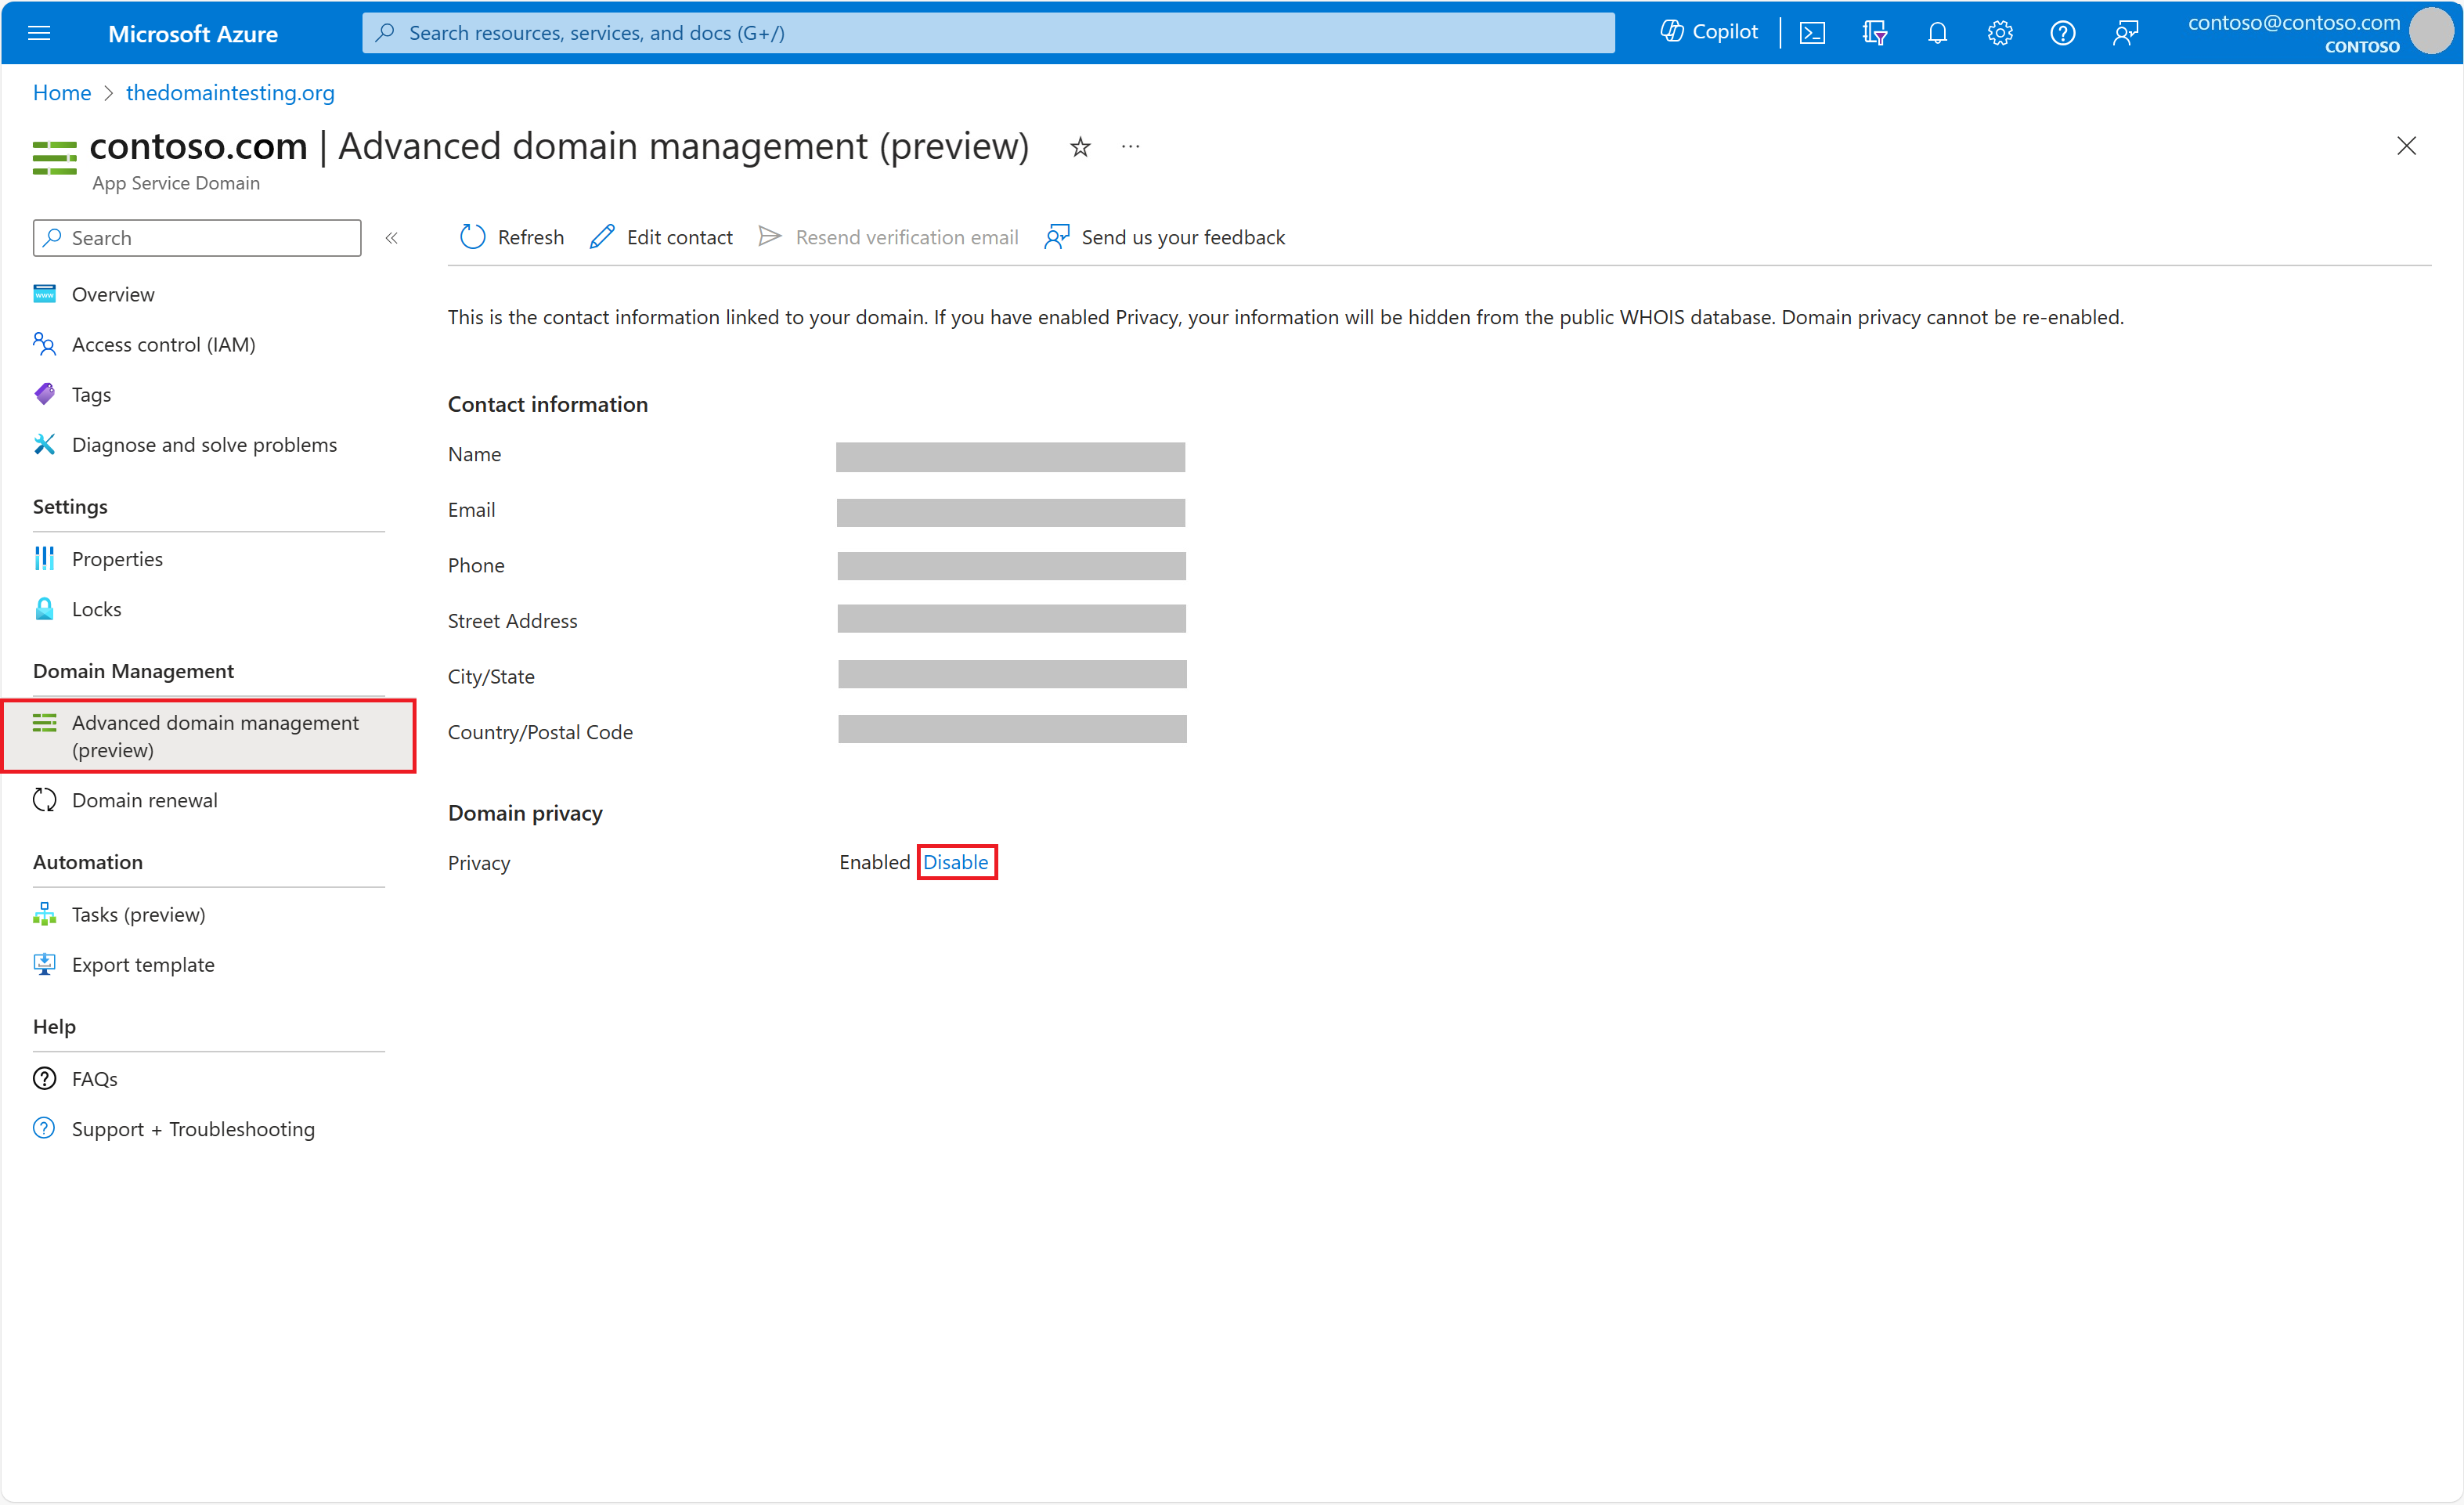 Microsoft Azure
Search resources, services, and docs (G+/)
Copilot
contoso@contoso.com
CONTOSO
Home > thedomaintesting.org
contoso.com | Advanced domain management (preview)
App Service Domain
Search
Refresh
Edit contact
Resend verification email
Send us your feedback
Overview
Access control (IAM)
Tags
Diagnose and solve problems
Settings
Properties
Locks
Domain Management
Advanced domain management
(preview)
Domain renewal
Automation
Tasks (preview)
Export template
Help
FAQs
Support + Troubleshooting
This is the contact information linked to your domain. If you have enabled Privacy, your information will be hidden from the public WHOIS database. Domain privacy cannot be re-enabled.
Contact information
Name
Email
Phone
Street Address
City/State
Country/Postal Code
Domain privacy
Privacy
Enabled Disable